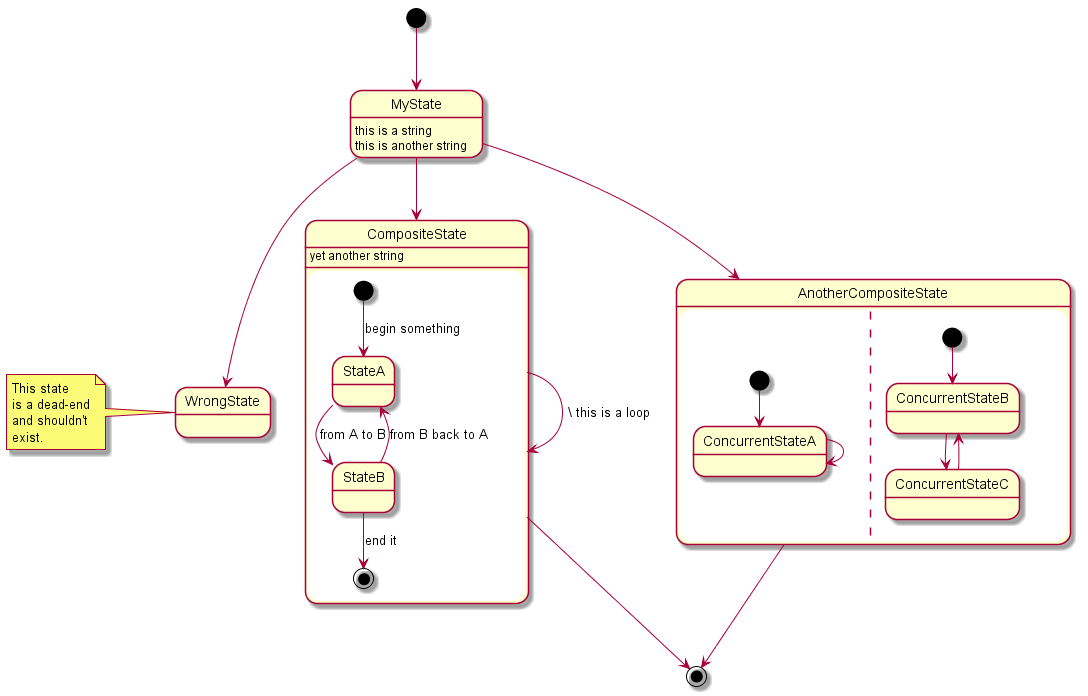 MyState
this is a string
this is another string
CompositeState
yet another string
begin something
StateA
from A to B
from B back to A
StateB
end it
\ this is a loop
AnotherCompositeState
ConcurrentStateA
ConcurrentStateB
ConcurrentStateC
This state
is a dead-end
and shouldn't
exist.
WrongState